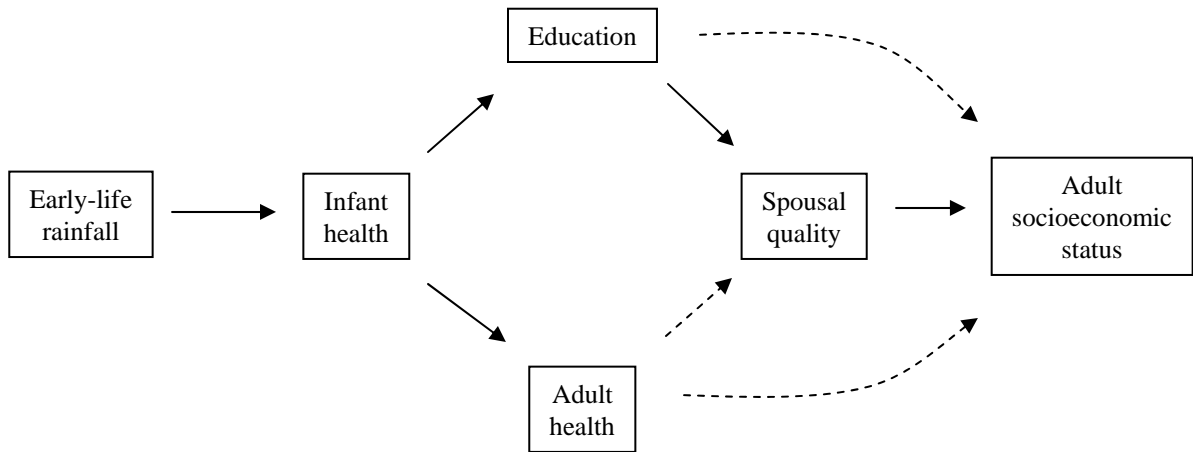 Education
Early-life
rainfall
Infant
health
Spousal
quality
Adult
socioeconomic
status
Adult
health